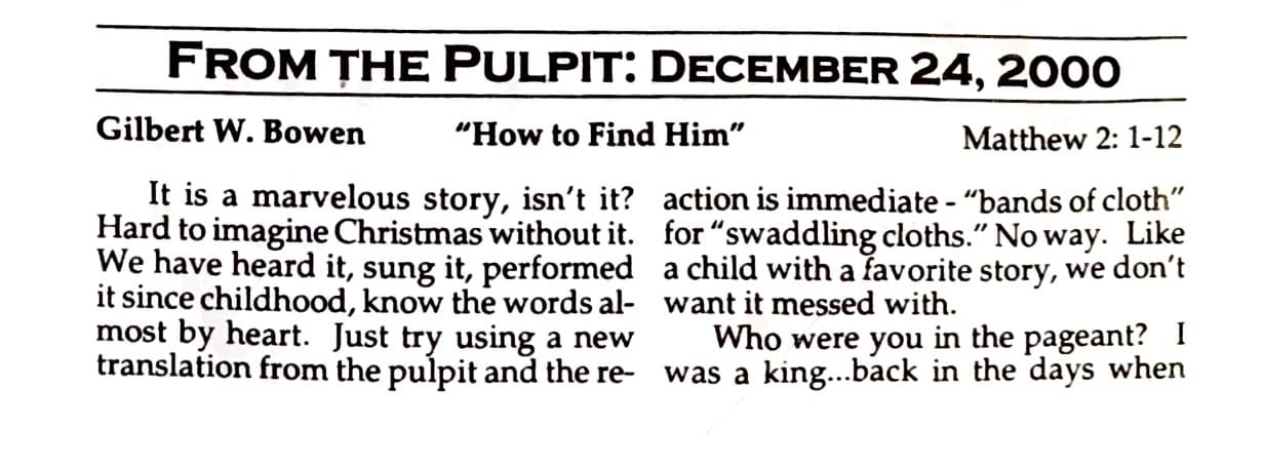 FROM THE PULPIT: DECEMBER 24, 2000
Gilbert W. Bowen "How to Find Him" Matthew 2: 1-12
It is a marvelous story, isn't it?
Hard to imagine Christmas without it.
We have heard it, sung it, performed
it since childhood, know the words al-
most by heart. Just try using a new
translation from the pulpit and the re-
action is immediate - "bands of cloth"
for "swaddling cloths." No way. Like
a child with a favorite story, we don't
want it messed with.
Who were you in the pageant? I
was a king...back in the days when